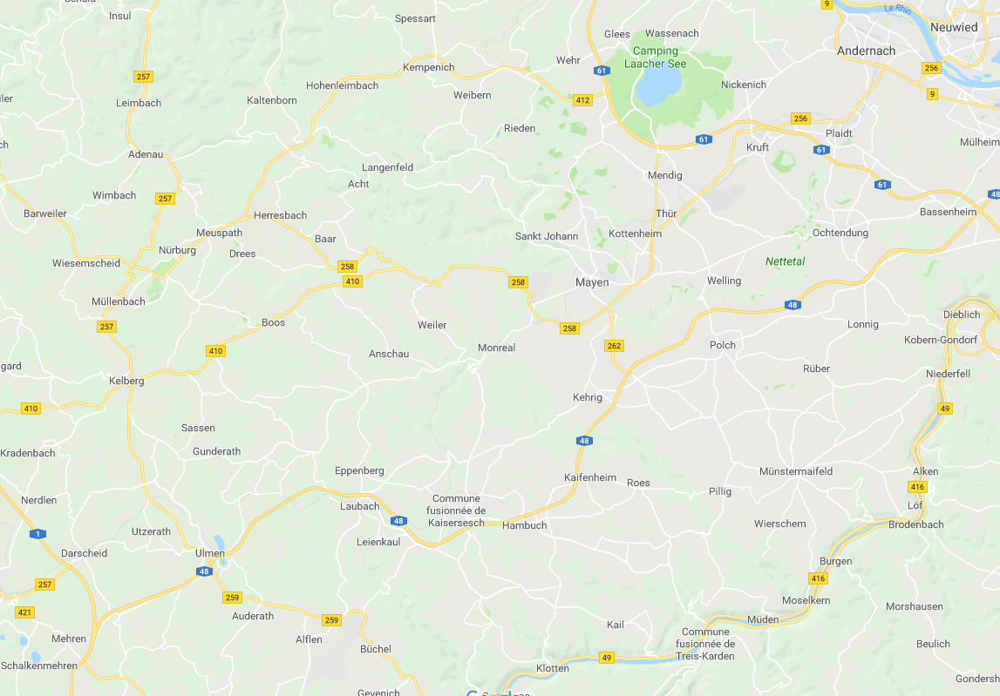 Insul
Spessart
9
Le Rhin
Neuwied
Glees
Wassenach
Andernach
Camping
Laacher See
Wehr
Kempenich
61
256
257
Hohenleimbach
Nickenich
9
Weibern
412
Kaltenborn
Leimbach
256
Rieden
Plaidt
61
Mülheim
Kruft
61
Adenau
Langenfeld
Mendig
Acht
61
Wimbach
48
257
Barweiler
Herresbach
Thür
Bassenheim
Meuspath
Baar
Sankt Johann
Kottenheim
Ochtendung
Nürburg
Drees
Wiesemscheid
Nettetal
258
410
258
Mayen
Welling
Müllenbach
48
Dieblich
Boos
Weiler
257
258
Lonnig
Kobern-Gondorf
262
Polch
410
Monreal
Anschau
gard
Rüber
Niederfell
Kelberg
Kehrig
410
49
Sassen
48
Kradenbach
Gunderath
Eppenberg
Münstermaifeld
Alken
Kaifenheim
Roes
416
Pillig
Nerdlen
Laubach
Commune
fusionnée de
Kaisersesch
Löf
48
Hambuch
Wierschem
Brodenbach
Utzerath
1
Leienkaul
Darscheid
Ulmen
Burgen
48
416
257
259
Moselkern
Morshausen
421
Auderath
259
Kail
Müden
Mehren
Alflen
Commune
fusionnée de
Treis-Karden
Büchel
Beulich
49
Schalkenmehren
Klotten
Gondersh
Gevenich